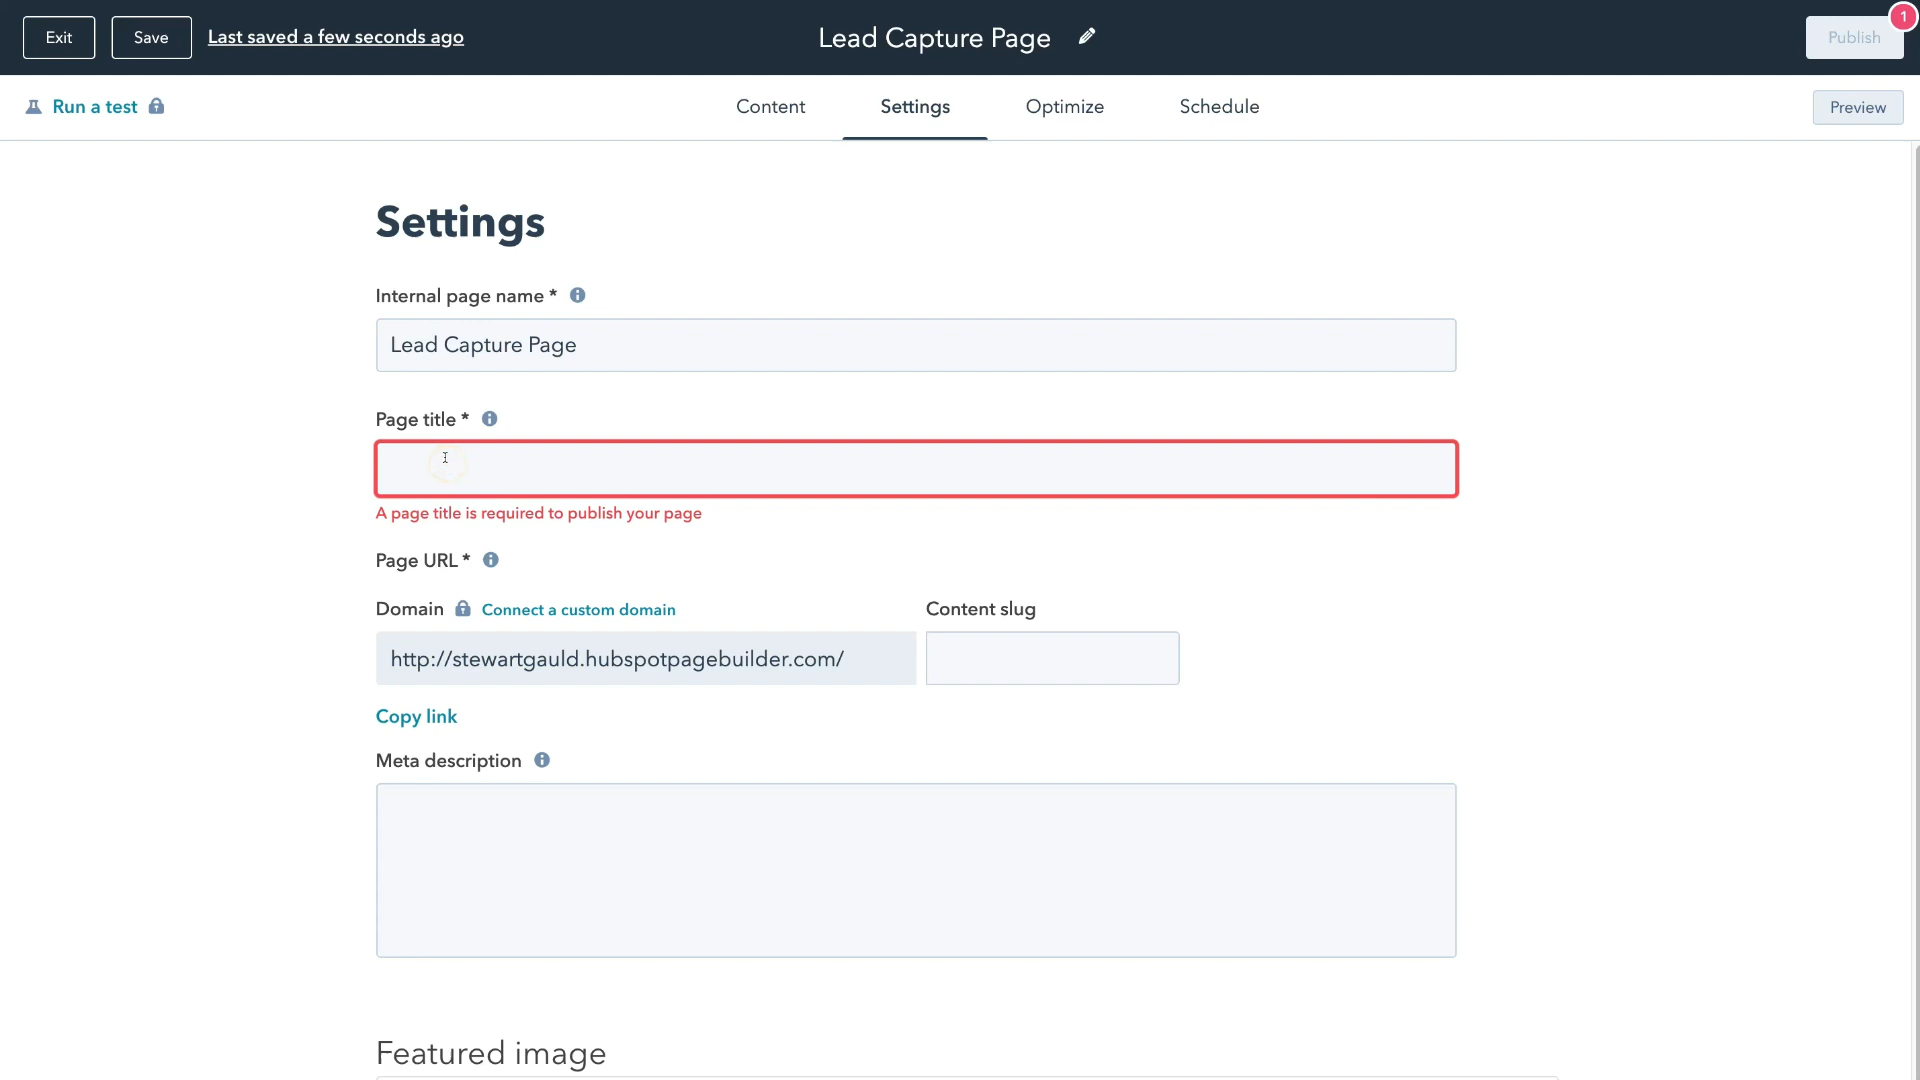 Exit
Save
Last saved a few seconds ago
Lead Capture Page
1
Publish
Run a test
Content
Settings
Optimize
Schedule
Preview
Settings
Internal page name *
Lead Capture Page
Page title *
A page title is required to publish your page
Page URL *
Domain
Connect a custom domain
Content slug
http://stewartgauld.hubspotpagebuilder.com/
Copy link
Meta description
Featured image